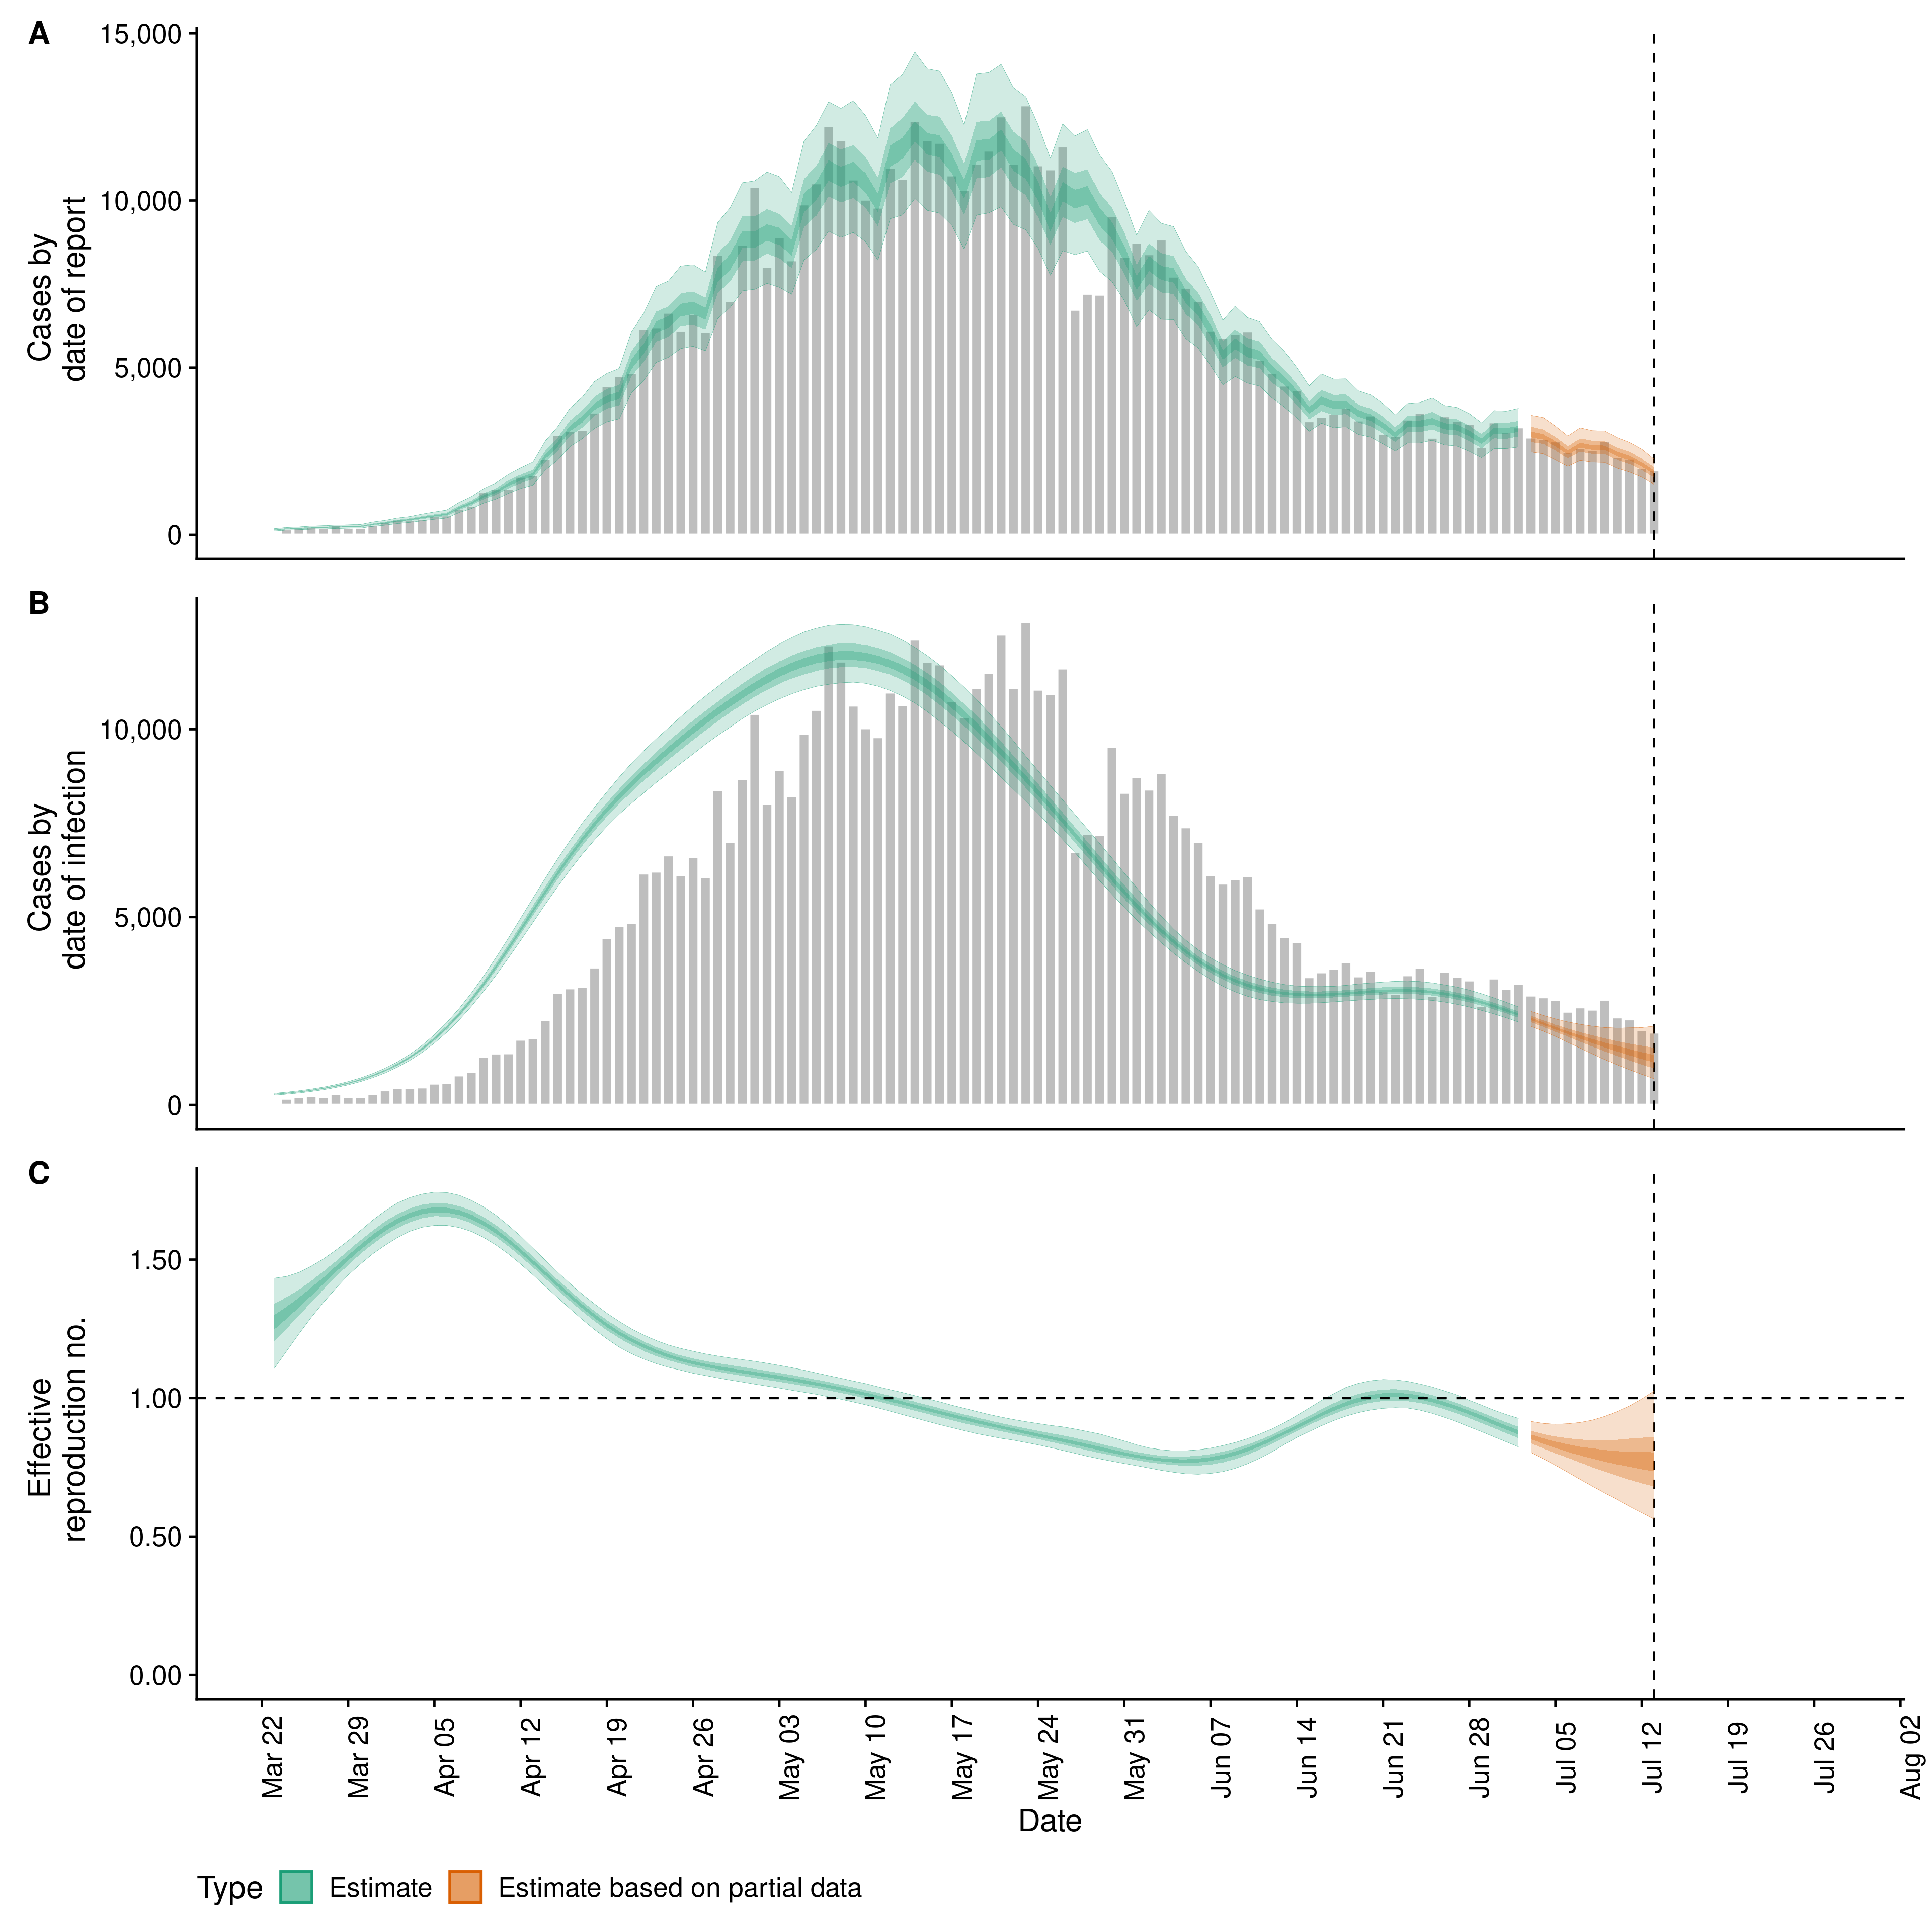 A
15,000
10,000
5,000
0
Cases by
date of report
B
10,000
5,000
0
Cases by
date of infection
C
1.50
1.00
0.50
0.00
Effective
reproduction no.
Mar 22
Mar 29
Apr 05
Apr 12
Apr 19
Apr 26
May 03
May 10
May 17
May 24
May 31
Jun 07
Jun 14
Jun 21
Jun 28
Jul 05
Jul 12
Jul 19
Jul 26
Aug 02
Date
Type Estimate Estimate based on partial data